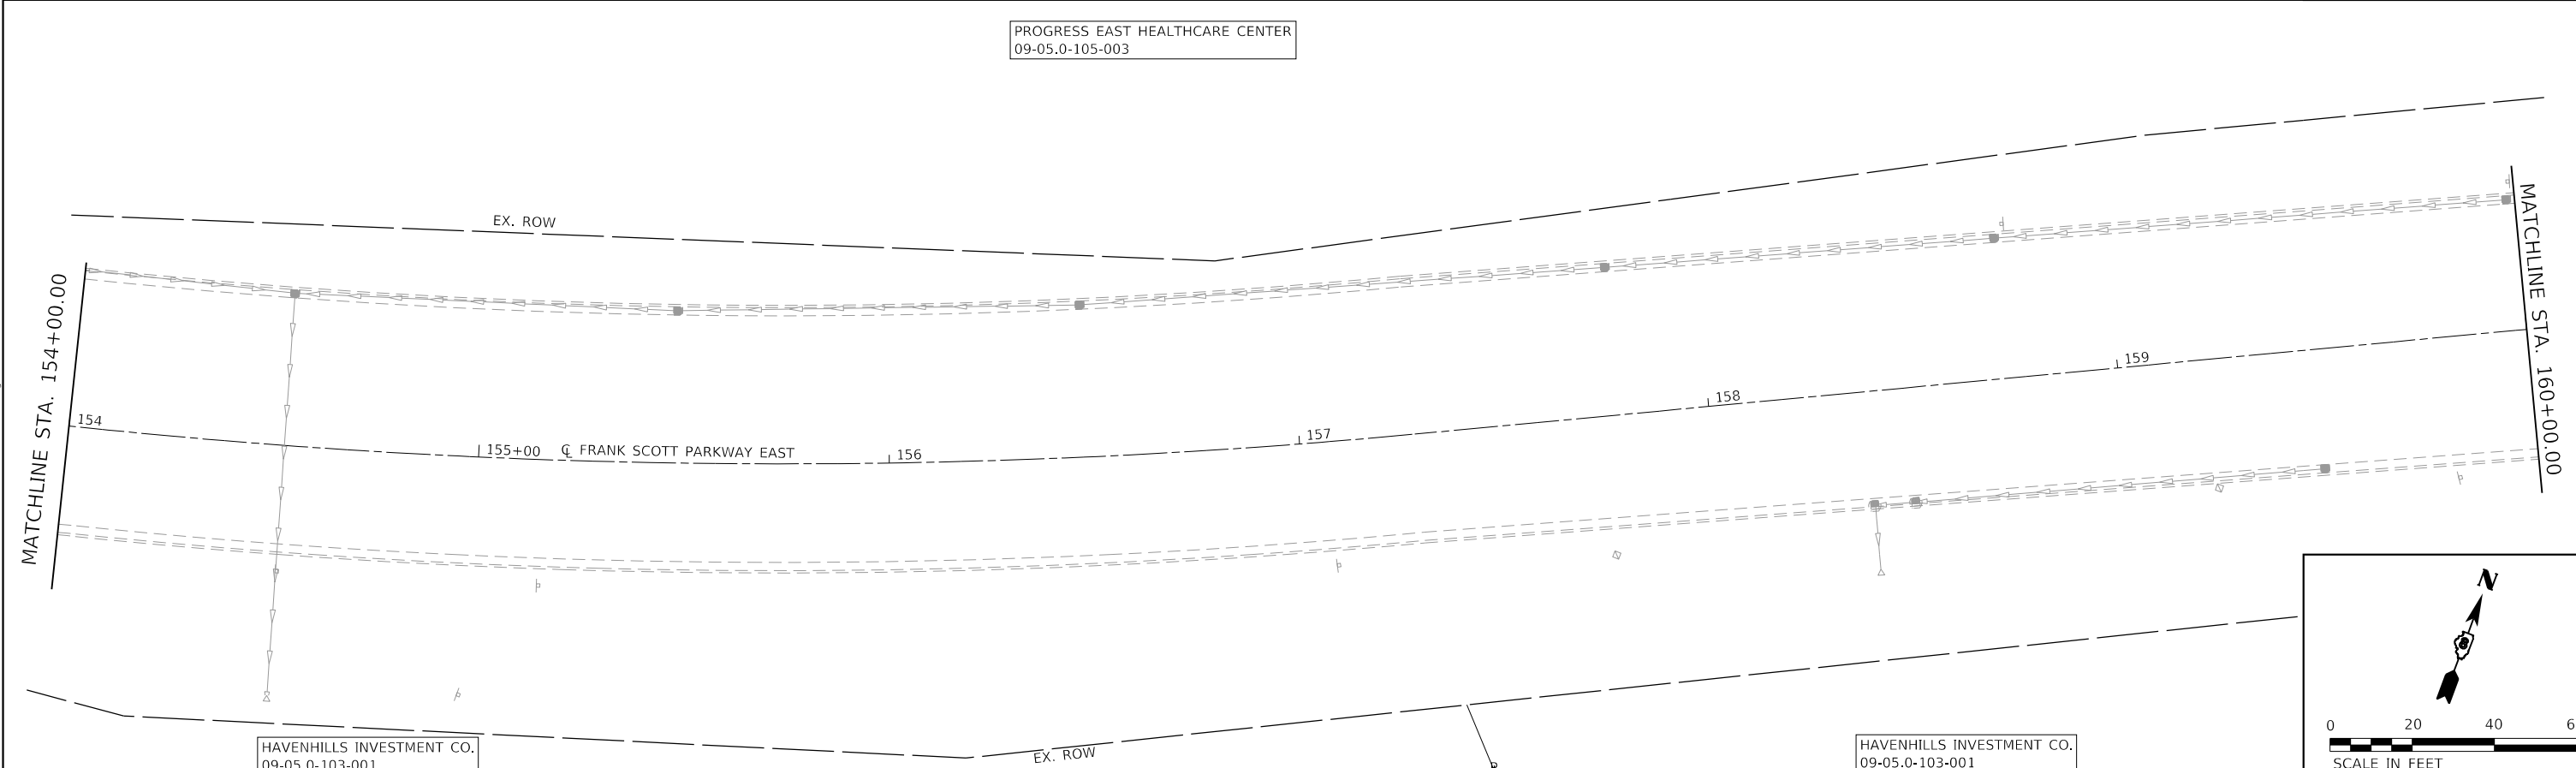 PROGRESS EAST HEALTHCARE CENTER
09-05.0-105-003
EX. ROW
MATCHLINE STA. 154+00.00
MATCHLINE STA. 160+00.00
154
155+00
℄ FRANK SCOTT PARKWAY EAST
156
157
158
159
N
0 20 40
SCALE IN FEET
HAVENHILLS INVESTMENT CO.
09-05.0-103-001
EX. ROW
HAVENHILLS INVESTMENT CO.
09-05.0-103-001